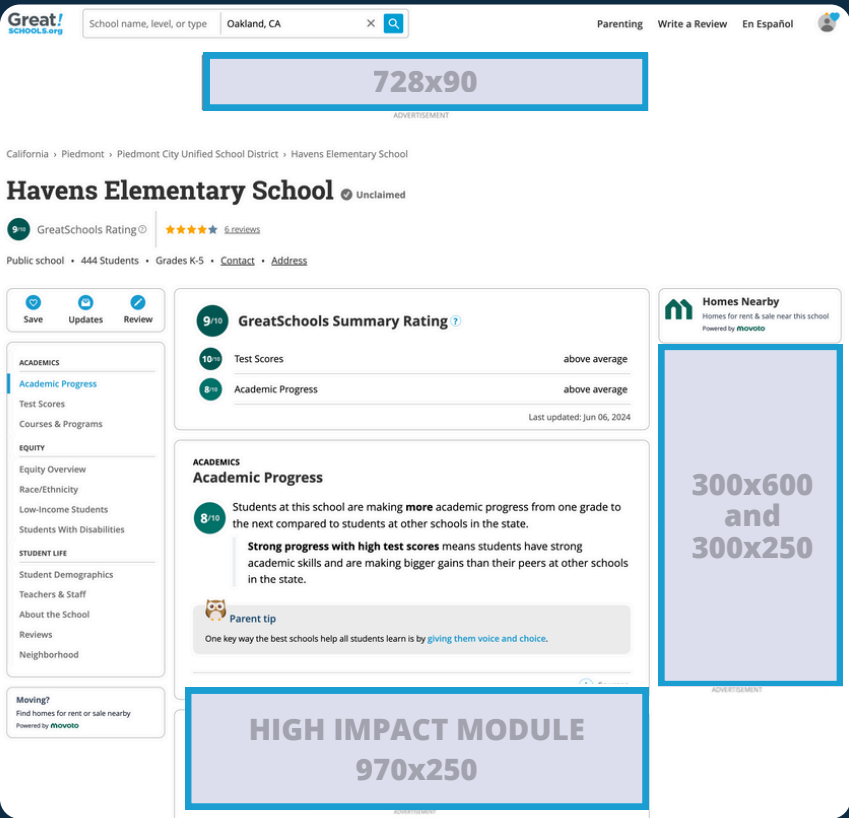 Great!
SCHOOLS.org
School name, level, or type
Oakland, CA
Parenting
Write a Review
En Español
728x90
ADVERTISEMENT
California › Piedmont › Piedmont City Unified School District › Havens Elementary School
Havens Elementary School
Unclaimed
9/10 GreatSchools Rating
6 reviews
Public school • 444 Students • Grades K-5 • Contact • Address
Save
Updates
Review
ACADEMICS
Academic Progress
Test Scores
Courses & Programs
EQUITY
Equity Overview
Race/Ethnicity
Low-Income Students
Students With Disabilities
STUDENT LIFE
Student Demographics
Teachers & Staff
About the School
Reviews
Neighborhood
Moving?
Find homes for rent or sale nearby
Powered by movoto
9/10 GreatSchools Summary Rating ?
10/10 Test Scores above average
8/10 Academic Progress above average
Last updated: Jun 06, 2024
ACADEMICS
Academic Progress
8/10
Students at this school are making more academic progress from one grade to
the next compared to students at other schools in the state.
Strong progress with high test scores means students have strong
academic skills and are making bigger gains than their peers at other schools
in the state.
Parent tip
One key way the best schools help all students learn is by giving them voice and choice.
HIGH IMPACT MODULE
970x250
ADVERTISEMENT
Homes Nearby
Homes for rent & sale near this school
Powered by movoto
300x600
and
300x250
ADVERTISEMENT